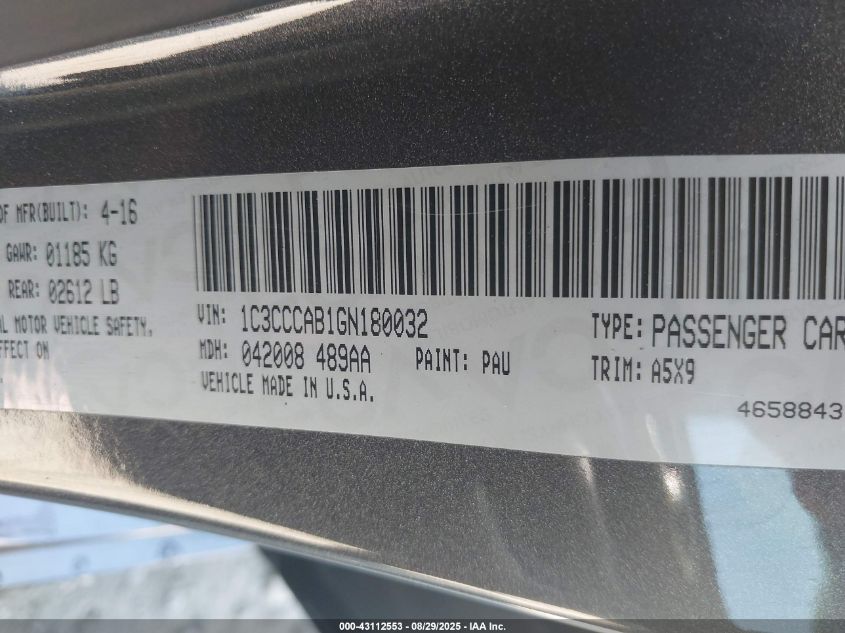 OF MFR(BUILT): 4-16
GAWR: 01185 KG
REAR: 02612 LB
L MOTOR VEHICLE SAFETY,
EFFECT ON
VIN: 1C3CCCAB1GN180032
TYPE: PASSENGER CAR
MDH: 042008 489AA
PAINT: PAU
TRIM: A5X9
VEHICLE MADE IN U.S.A.
4658843
000-43112553 - 08/29/2025 - IAA Inc.